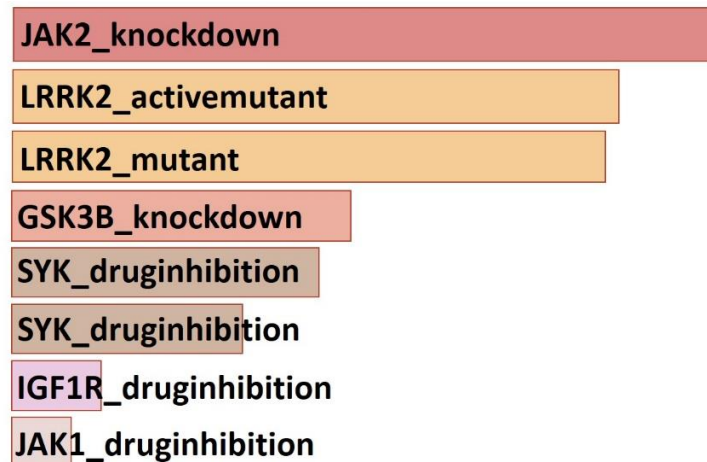 JAK2_knockdown
LRRK2_activemutant
LRRK2_mutant
GSK3B_knockdown
SYK_druginhibition
SYK_druginhibition
IGF1R_druginhibition
JAK1_druginhibition